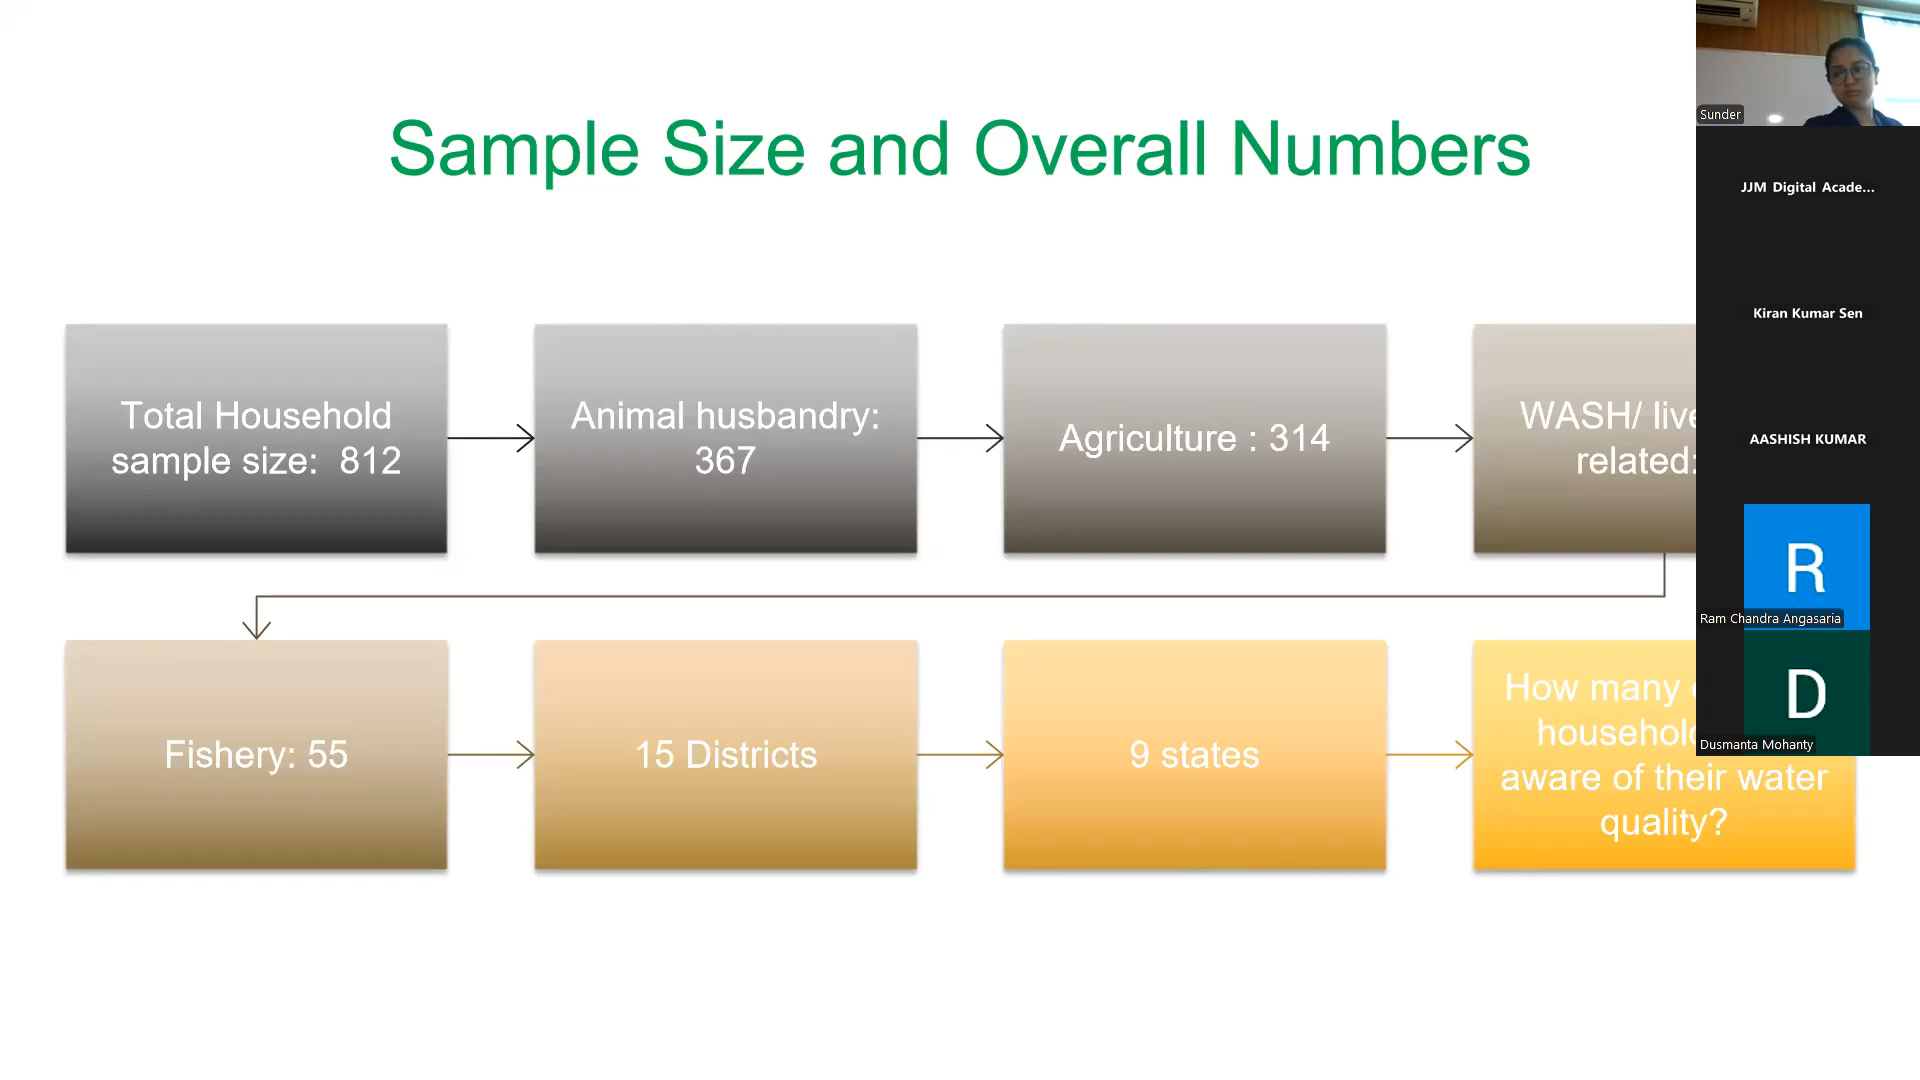 Sample Size and Overall Numbers
Total Household
sample size:  812
Animal husbandry:
367
Agriculture : 314
WASH/
related:
Fishery: 55
15 Districts
9 states
How many
aware of their water
quality?
Sunder
JJM Digital Acade...
Kiran Kumar Sen
AASHISH KUMAR
R
Ram Chandra Angasaria
D
Dusmanta Mohanty